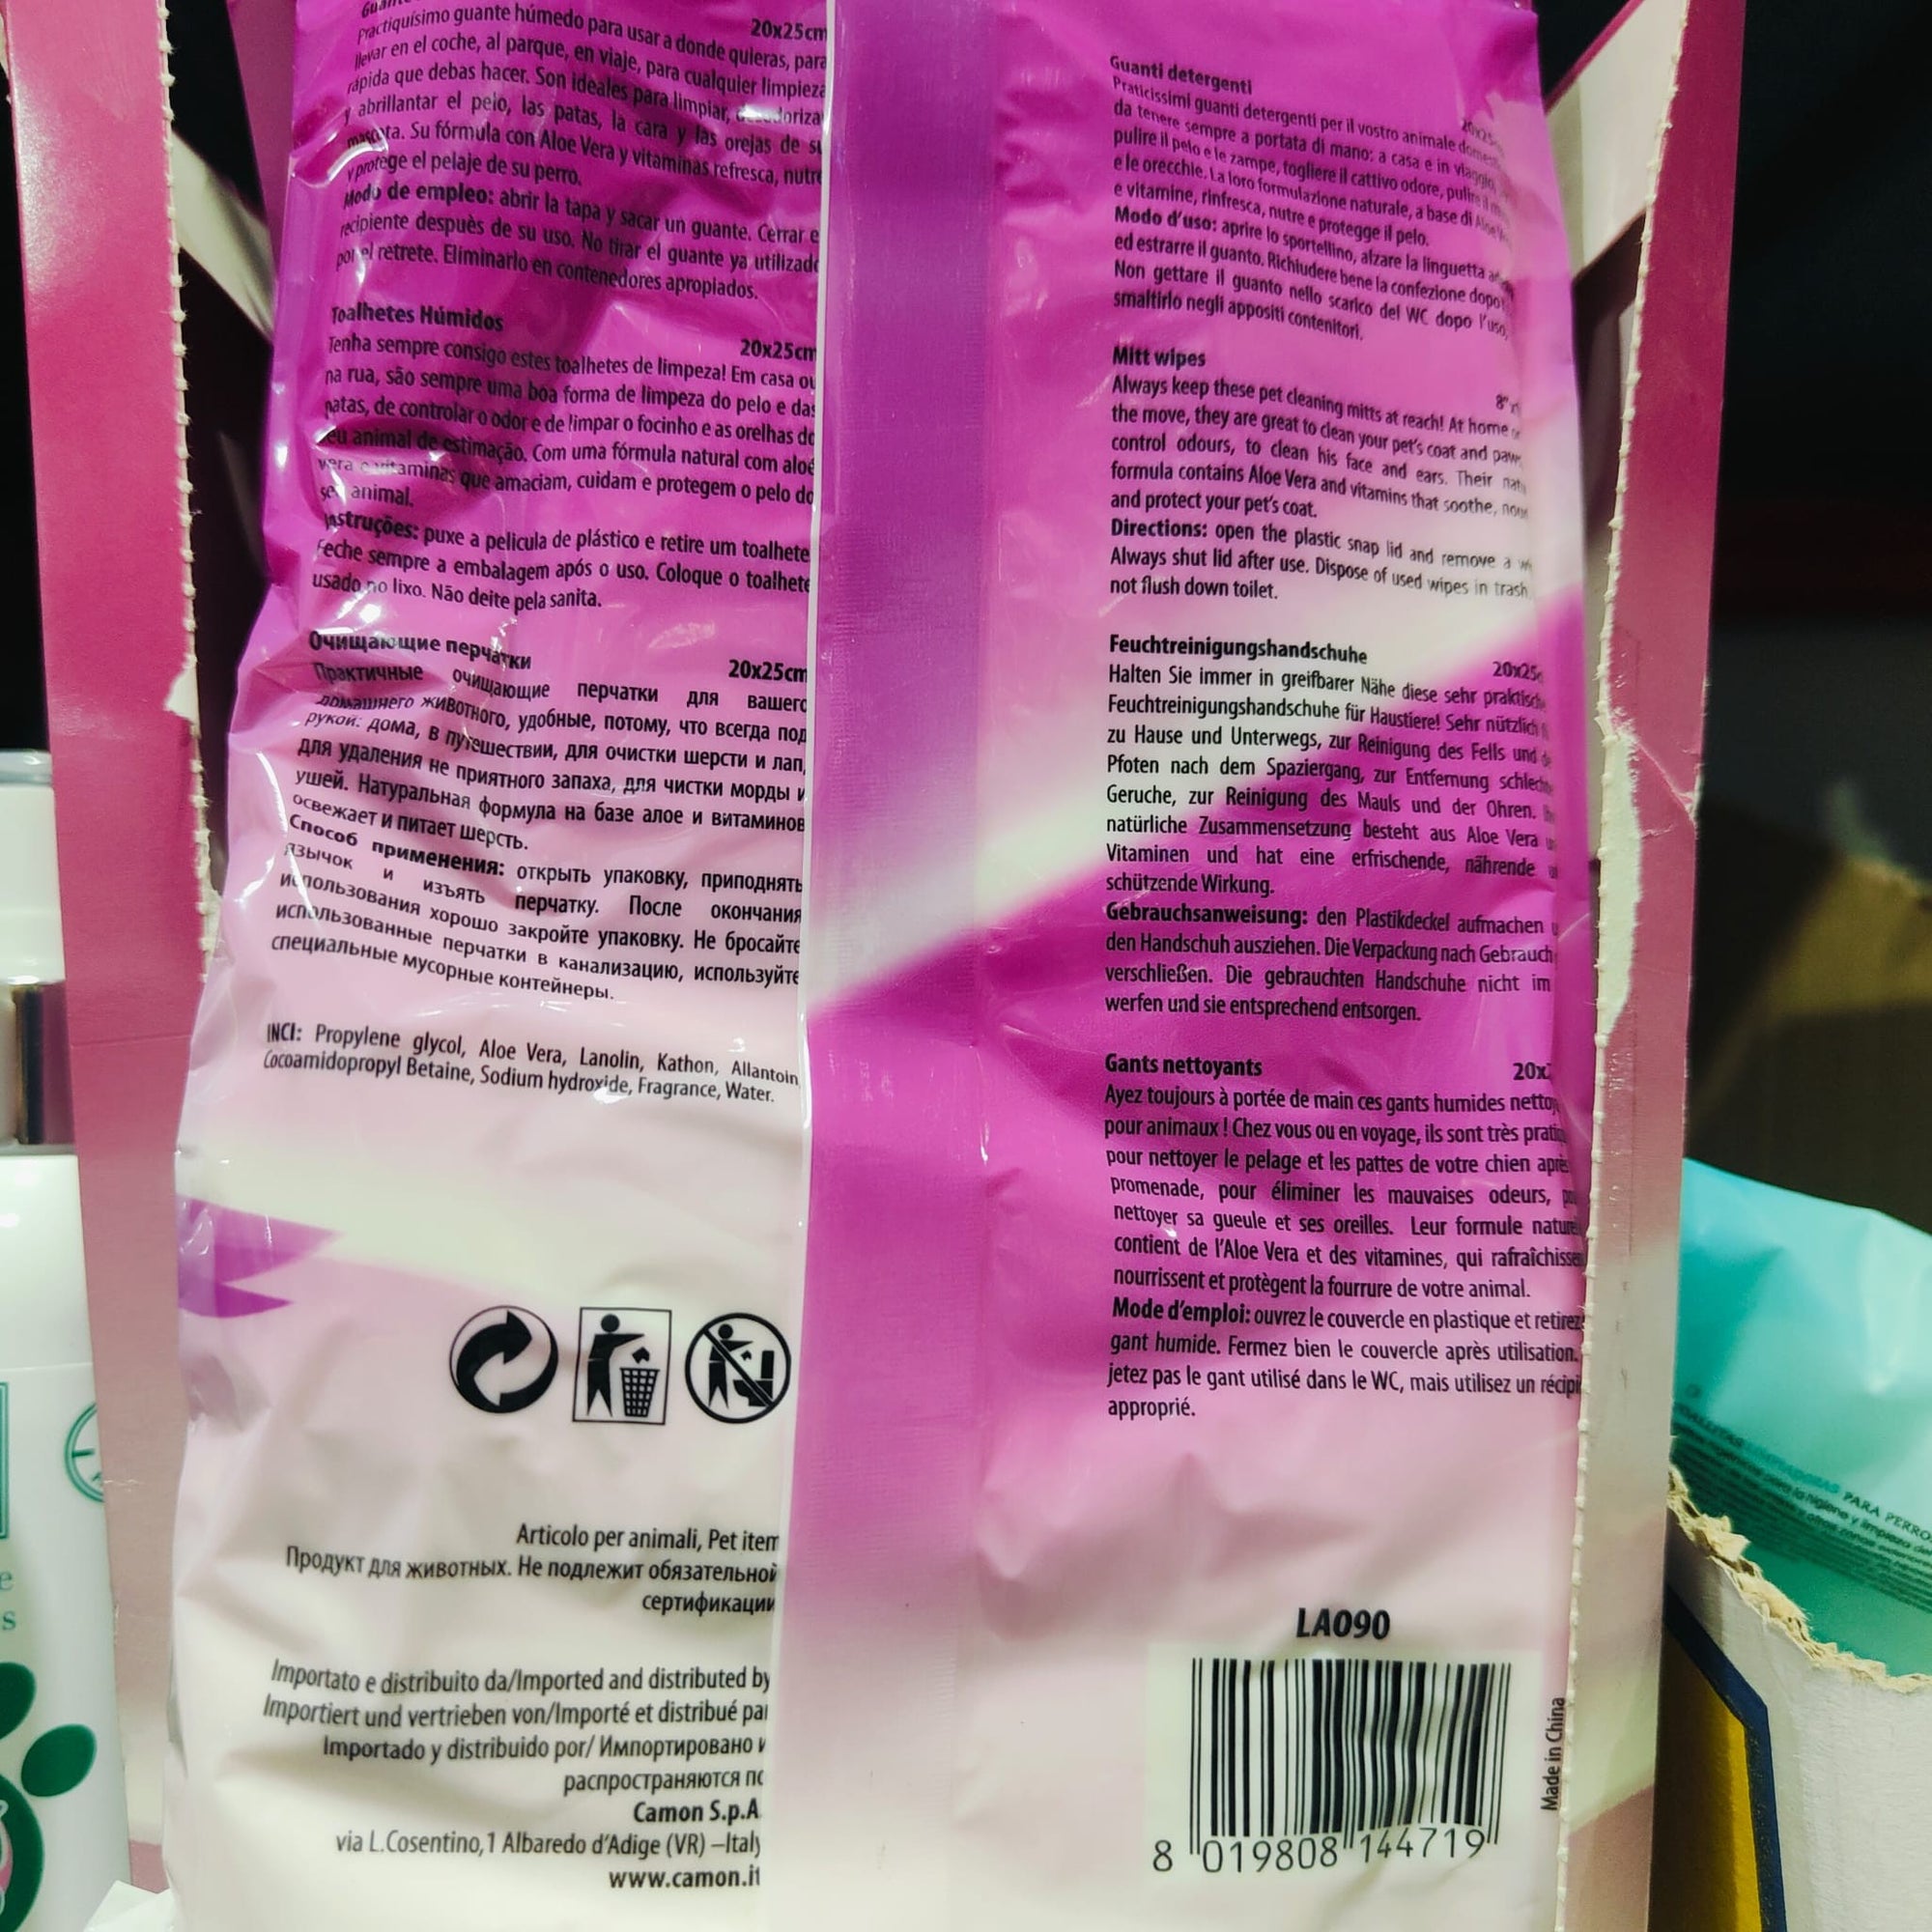 20x25cm
Practiquísimo guante húmedo para usar a donde quieras, para
llevar en el coche, al parque, en viaje, para cualquier limpieza
rápida que debas hacer. Son ideales para limpiar,
y abrillantar el pelo, las patas, la cara y las orejas de su
mascota. Su fórmula con Aloe Vera y vitaminas refresca, nutre
y protege el pelaje de su perro.
Modo de empleo: abrir la tapa y sacar un guante. Cerrar e
recipiente despuès de su uso. No tirar el guante ya utilizado
por el retrete. Eliminarlo en contenedores apropiados.
Toalhetes Húmidos
20x25cm
Tenha sempre consigo estes toalhetes de limpeza! Em casa ou
na rua, são sempre uma boa forma de limpeza do pelo e das
patas, de controlar o odor e de limpar o focinho e as orelhas do
seu animal de estimação. Com uma fórmula natural com aloé
vera e vitaminas que amaciam, cuidam e protegem o pelo do
seu animal.
Instruções: puxe a pelicula de plástico e retire um toalhete
Feche sempre a embalagem após o uso. Coloque o toalhete
usado no lixo. Não deite pela sanita.
Очищающие перчатки
20x25cm
Практичные очищающие перчатки для вашего
домашнего животного, удобные, потому, что всегда под
рукой: дома, в путешествии, для очистки шерсти и лап,
для удаления не приятного запаха, для чистки морды и
ушей. Натуральная формула на базе алое и витаминов
освежает и питает шерсть.
Способ применения: открыть упаковку, приподнять
язычок и изъять перчатку. После окончания
использования хорошо закройте упаковку. Не бросайте
использованные перчатки в канализацию, используйте
специальные мусорные контейнеры.
INCI: Propylene glycol, Aloe Vera, Lanolin, Kathon, Allantoin,
Cocoamidopropyl Betaine, Sodium hydroxide, Fragrance, Water.
Articolo per animali, Pet item
Продукт для животных. Не подлежит обязательной
сертификации
Importato e distribuito da/Imported and distributed by
Importiert und vertrieben von/Importé et distribué par
Importado y distribuido por/ Импортировано и
распространяются по
Camon S.p.A
via L.Cosentino,1 Albaredo d'Adige (VR) –Italy
www.camon.it
Guanti detergenti
Praticissimi guanti detergenti per il vostro animale
da tenere sempre a portata di mano: a casa e in viaggio,
pulire il pelo e le zampe, togliere il cattivo odore, pulire il
e le orecchie. La loro formulazione naturale, a base di Aloe
e vitamine, rinfresca, nutre e protegge il pelo.
Modo d'uso: aprire lo sportellino, alzare la linguetta
ed estrarre il guanto. Richiudere bene la confezione dopo
Non gettare il guanto nello scarico del WC dopo l'uso,
smaltirlo negli appositi contenitori.
Mitt wipes
8"
Always keep these pet cleaning mitts at reach! At home or
the move, they are great to clean your pet's coat and paws
control odours, to clean his face and ears. Their
formula contains Aloe Vera and vitamins that soothe,
and protect your pet's coat.
Directions: open the plastic snap lid and remove a
Always shut lid after use. Dispose of used wipes in trash.
not flush down toilet.
Feuchtreinigungshandschuhe
20x25
Halten Sie immer in greifbarer Nähe diese sehr praktisch
Feuchtreinigungshandschuhe für Haustiere! Sehr nützlich
zu Hause und Unterwegs, zur Reinigung des Fells und
Pfoten nach dem Spaziergang, zur Entfernung schlechte
Geruche, zur Reinigung des Mauls und der Ohren.
natürliche Zusammensetzung besteht aus Aloe Vera
Vitaminen und hat eine erfrischende, nährende
schützende Wirkung.
Gebrauchsanweisung: den Plastikdeckel aufmachen
den Handschuh ausziehen. Die Verpackung nach Gebrauch
verschließen. Die gebrauchten Handschuhe nicht im
werfen und sie entsprechend entsorgen.
Gants nettoyants
20x
Ayez toujours à portée de main ces gants humides
pour animaux ! Chez vous ou en voyage, ils sont très
pour nettoyer le pelage et les pattes de votre chien après
promenade, pour éliminer les mauvaises odeurs,
nettoyer sa gueule et ses oreilles. Leur formule
contient de l'Aloe Vera et des vitamines, qui
nourrissent et protègent la fourrure de votre animal.
Mode d'emploi: ouvrez le couvercle en plastique et retirez
gant humide. Fermez bien le couvercle après utilisation.
jetez pas le gant utilisé dans le WC, mais utilisez un
approprié.
LA090
8 019808 144719
Made in China
PARA PERRO